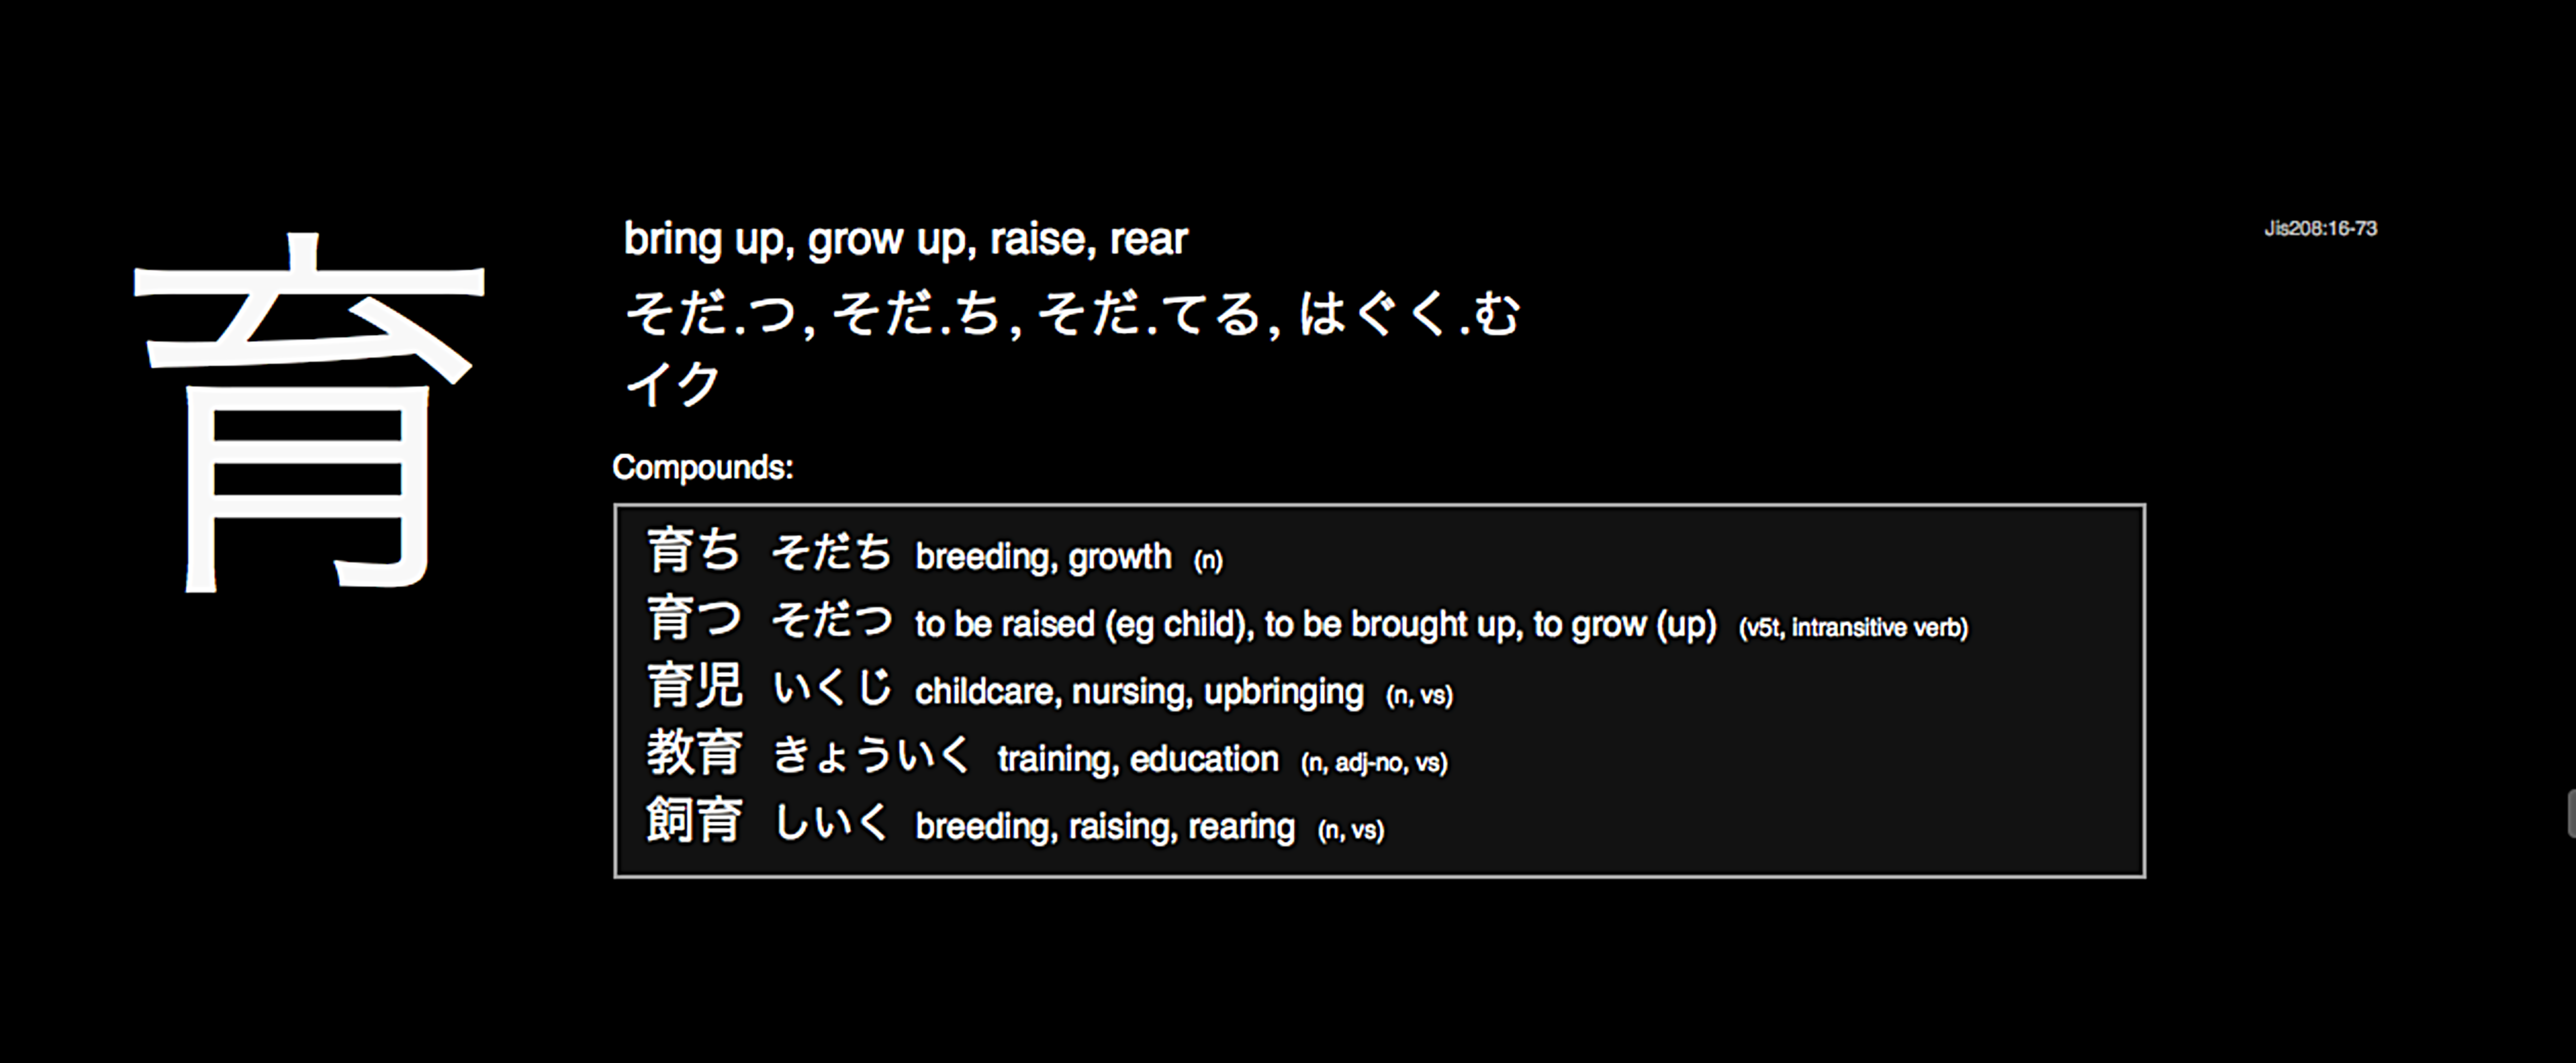 育
bring up, grow up, raise, rear
Jis208:16-73
そだ.つ, そだ.ち, そだ.てる, はぐく.む
イク
Compounds:
育ち そだち breeding, growth (n)
育つ そだつ to be raised (eg child), to be brought up, to grow (up) (v5t, intransitive verb)
育児 いくじ childcare, nursing, upbringing (n, vs)
教育 きょういく training, education (n, adj-no, vs)
飼育 しいく breeding, raising, rearing (n, vs)